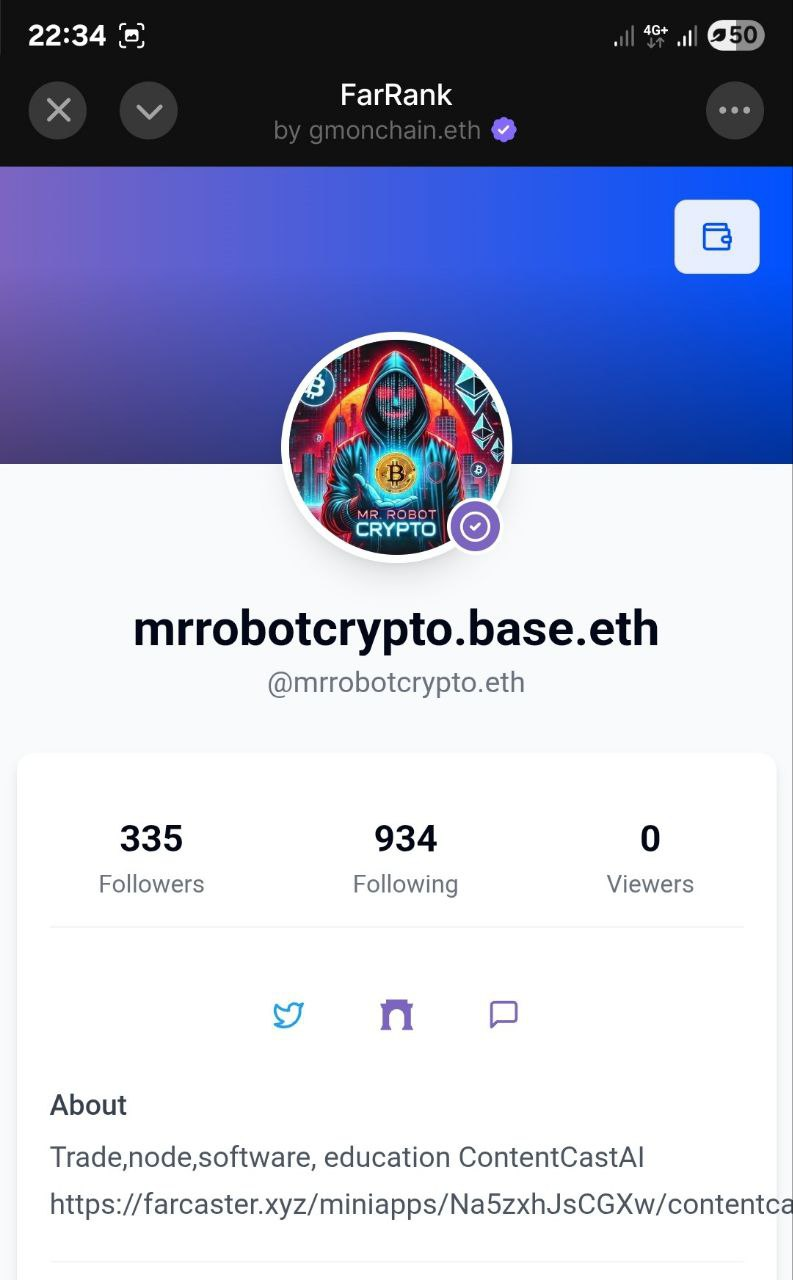 22:34
4G+
50
FarRank
by gmonchain.eth
MR. ROBOT
CRYPTO
mrrobotcrypto.base.eth
@mrrobotcrypto.eth
335
Followers
934
Following
0
Viewers
About
Trade,node,software, education ContentCastAI
https://farcaster.xyz/miniapps/Na5zxhJsCGXw/contentca